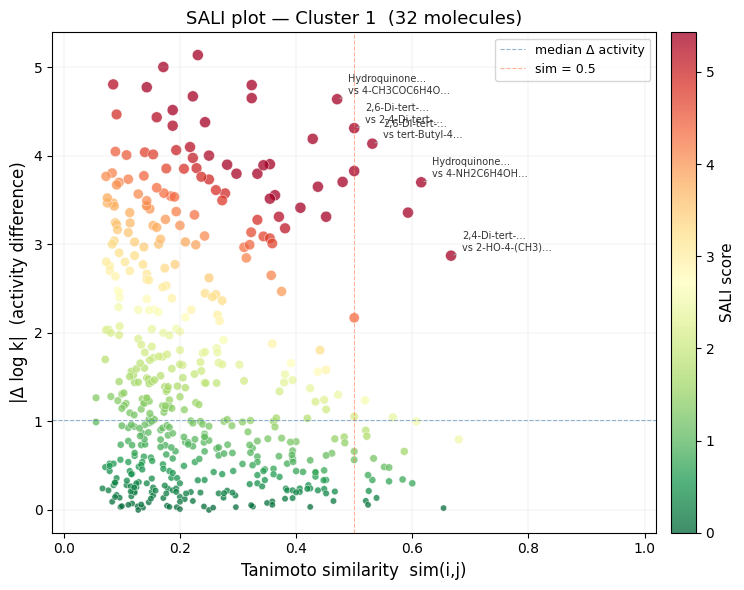 SALI plot — Cluster 1  (32 molecules)
median Δ activity
sim = 0.5
Hydroquinone...
vs 4-CH3COC6H4O...
2,6-Di-tert-...
vs 2,4-Di-tert-...
2,6-Di-tert-...
vs tert-Butyl-4...
Hydroquinone...
vs 4-NH2C6H4OH...
2,4-Di-tert-...
vs 2-HO-4-(CH3)...
|Δ log k|  (activity difference)
5
4
3
2
1
0
0.0 0.2 0.4 0.6 0.8 1.0
Tanimoto similarity  sim(i,j)
5
4
3
2
1
0
SALI score